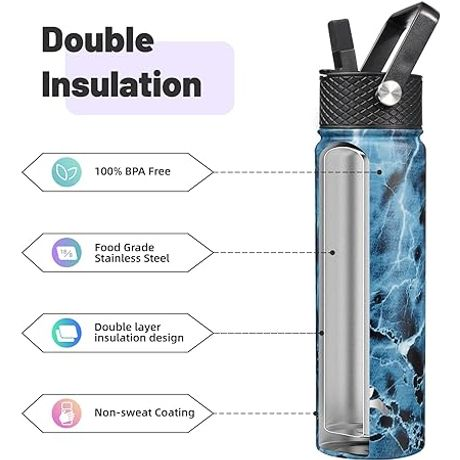 Double
Insulation
100% BPA Free
Food Grade
Stainless Steel
Double layer
insulation design
Non-sweat Coating